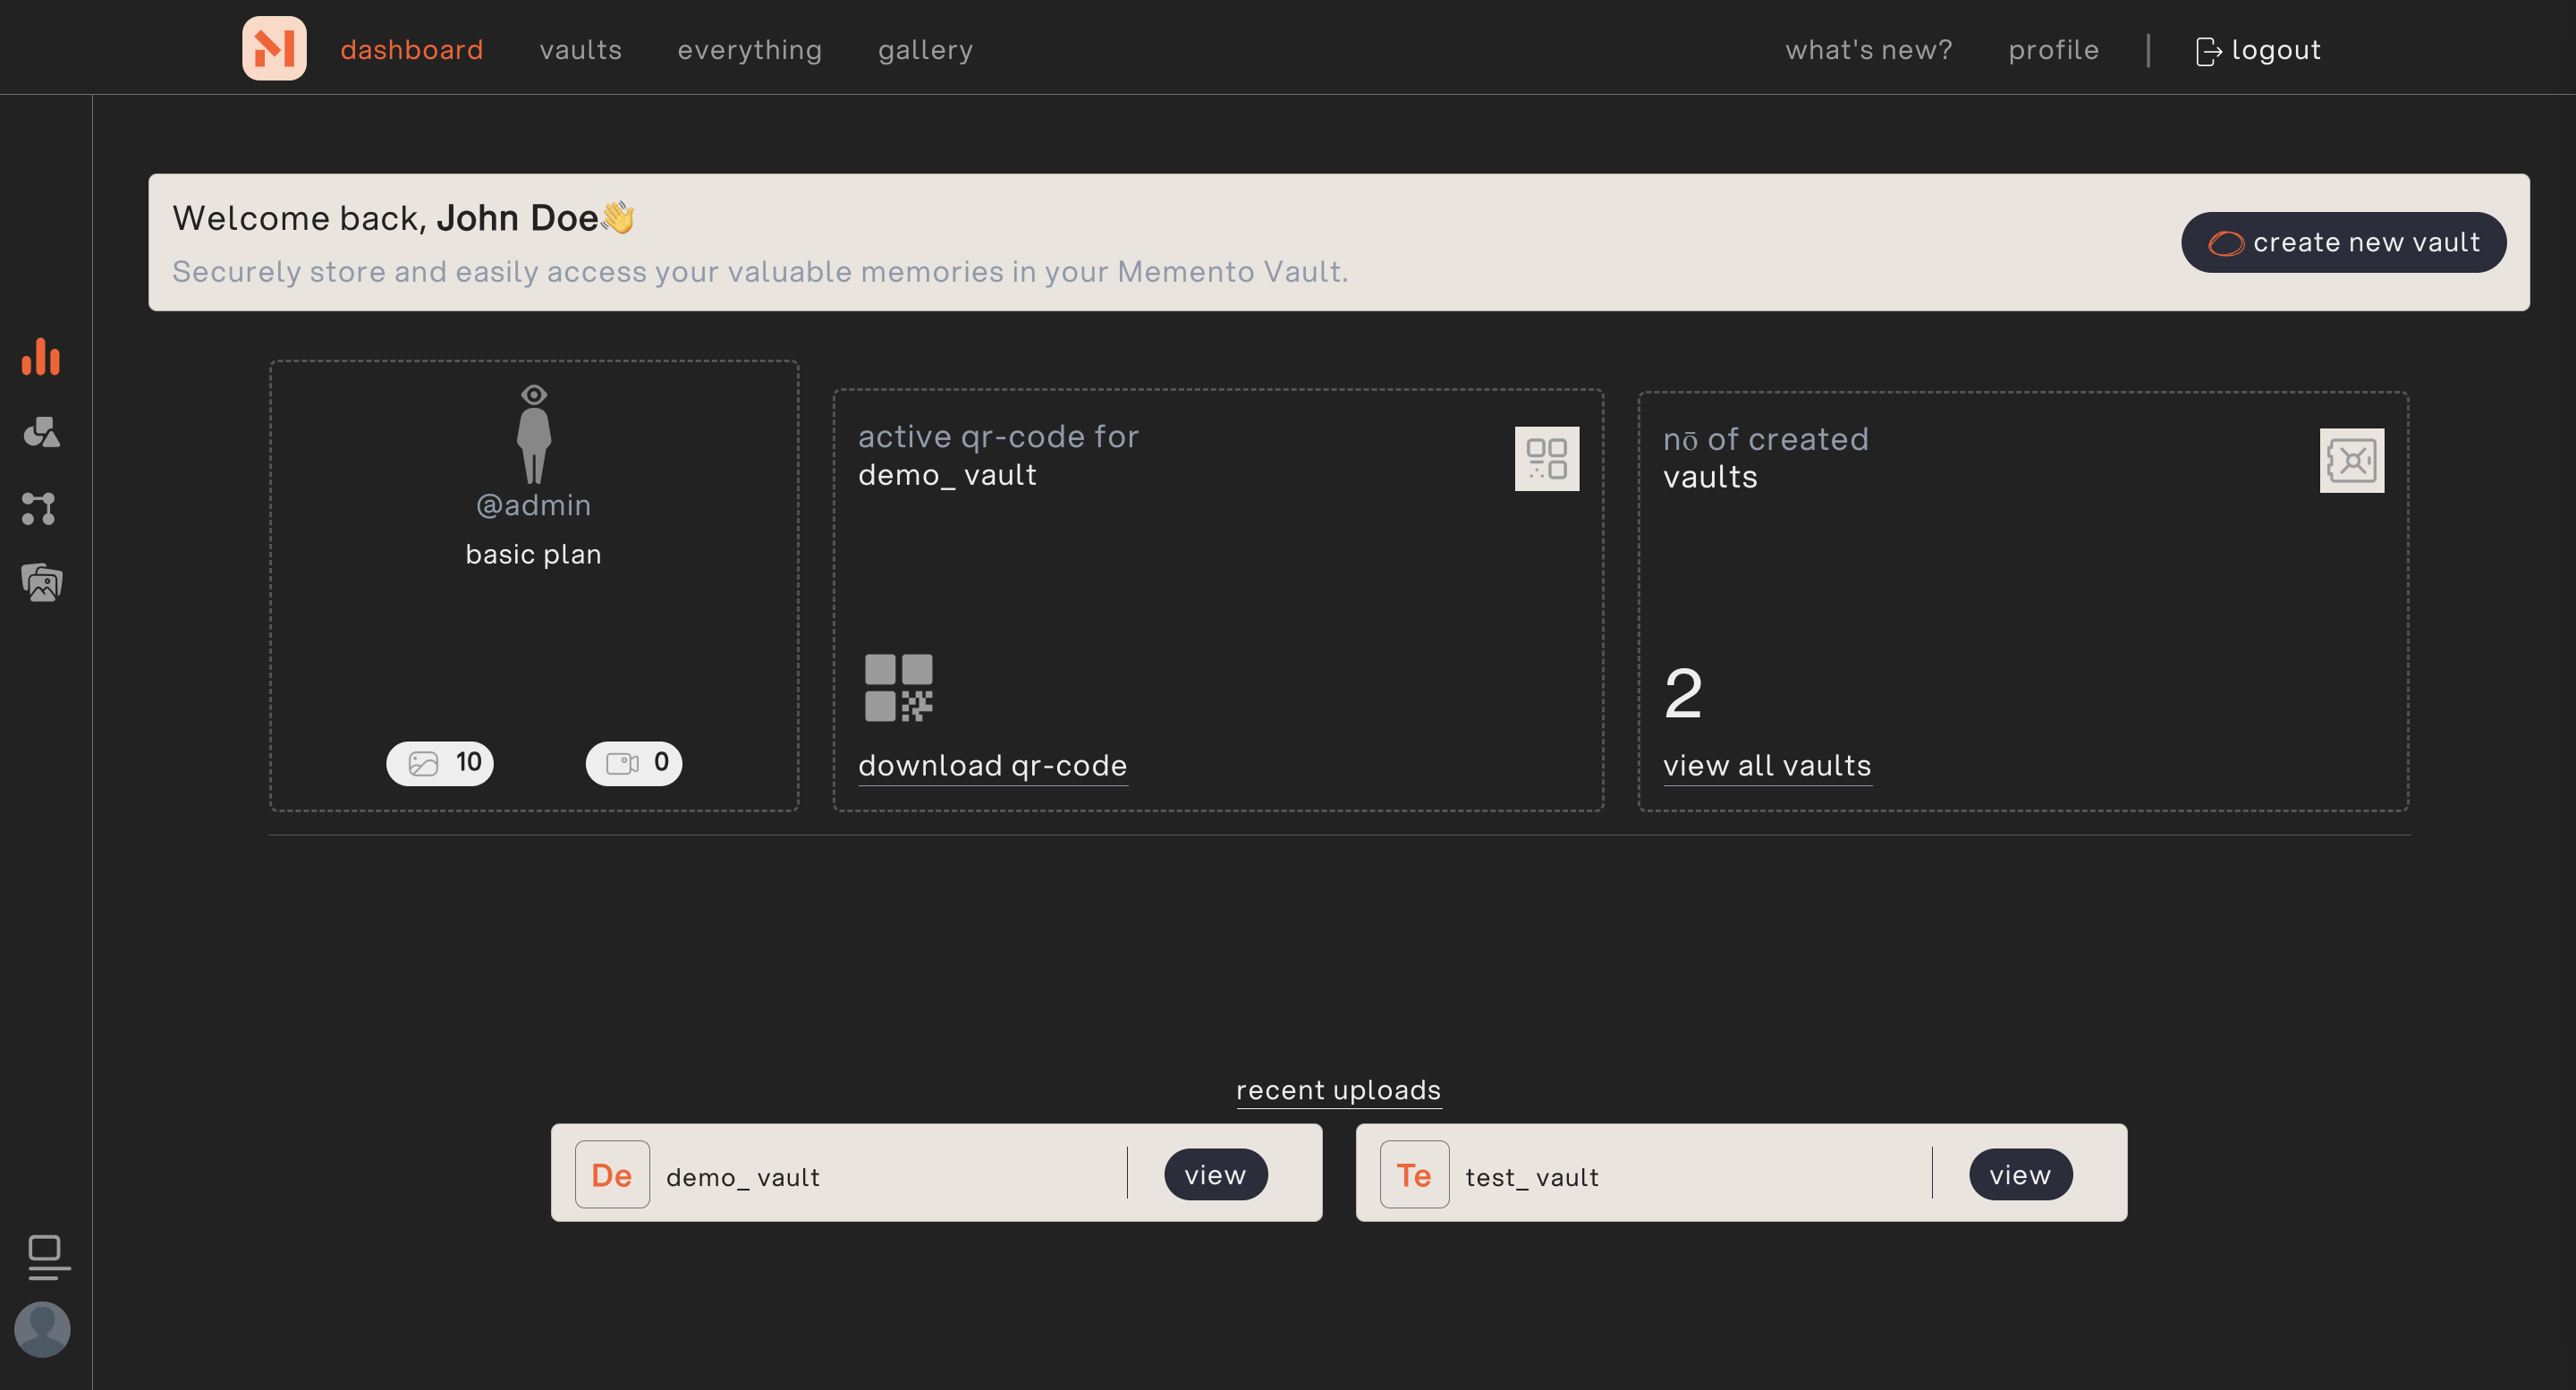 dashboard
vaults
everything
gallery
what's new?
profile
logout
Welcome back, John Doe👋
Securely store and easily access your valuable memories in your Memento Vault.
create new vault
@admin
basic plan
10
0
active qr-code for
demo_ vault
download qr-code
nō of created
vaults
2
view all vaults
recent uploads
De
demo_ vault
view
Te
test_ vault
view